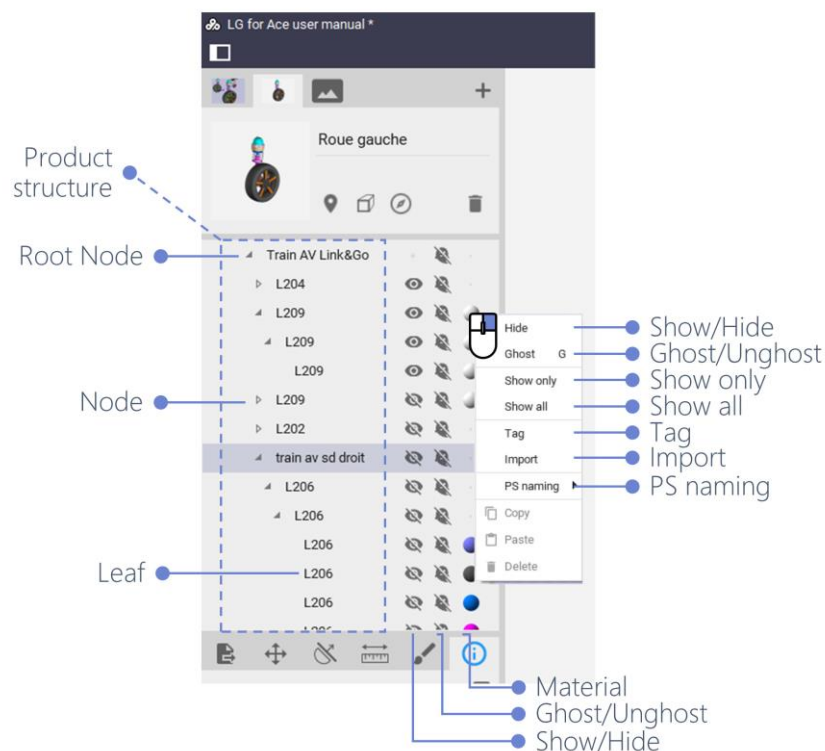 LG for Ace user manual *
Roue gauche
Product
structure
Root Node
Train AV Link&Go
L204
L209
L209
L209
Node
L209
L202
train av sd droit
L206
L206
L206
Leaf
L206
L206
L206
Hide
Show/Hide
Ghost G
Ghost/Unghost
Show only
Show only
Show all
Show all
Tag
Tag
Import
Import
PS naming
PS naming
Copy
Paste
Delete
Material
Ghost/Unghost
Show/Hide